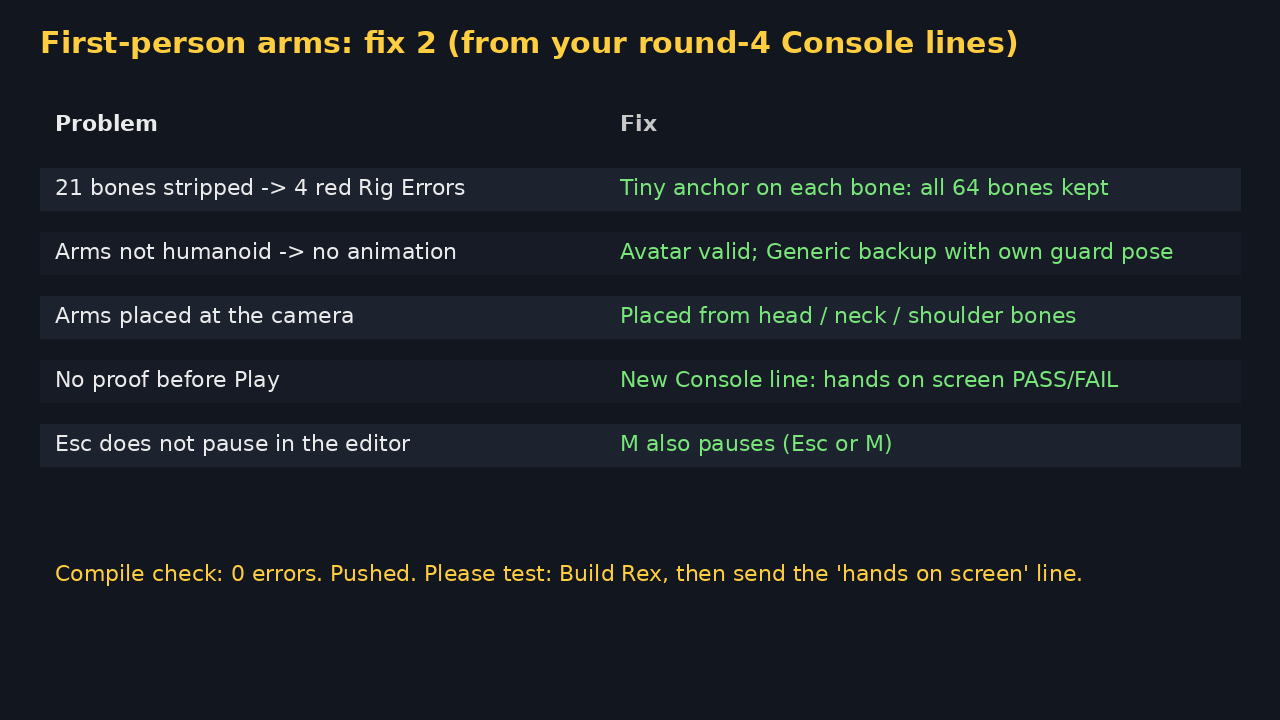 First-person arms: fix 2 (from your round-4 Console lines)
Problem Fix
21 bones stripped -> 4 red Rig Errors Tiny anchor on each bone: all 64 bones kept
Arms not humanoid -> no animation Avatar valid; Generic backup with own guard pose
Arms placed at the camera Placed from head / neck / shoulder bones
No proof before Play New Console line: hands on screen PASS/FAIL
Esc does not pause in the editor M also pauses (Esc or M)
Compile check: 0 errors. Pushed. Please test: Build Rex, then send the 'hands on screen' line.